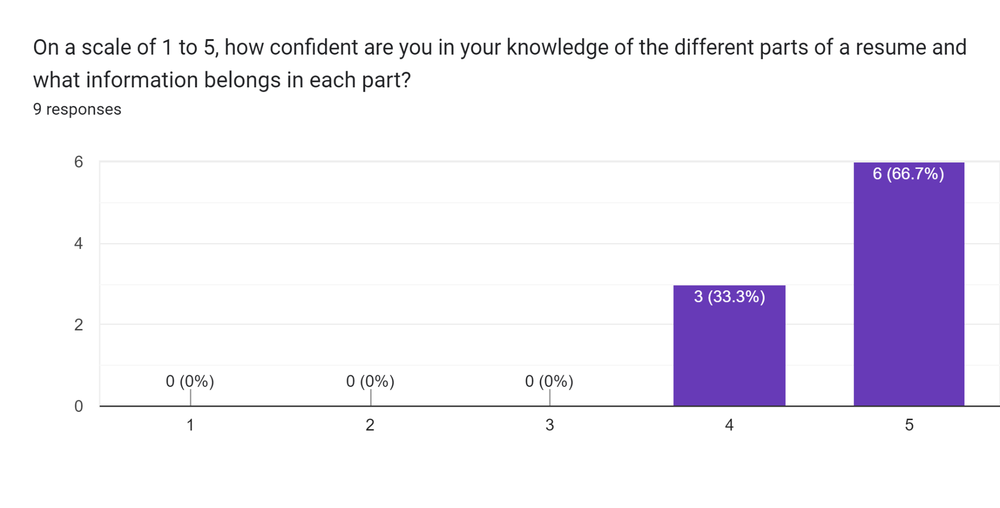 On a scale of 1 to 5, how confident are you in your knowledge of the different parts of a resume and
what information belongs in each part?
9 responses
6
6 (66.7%)
4
3 (33.3%)
2
0 (0%) 0 (0%) 0 (0%)
0
1 2 3 4 5